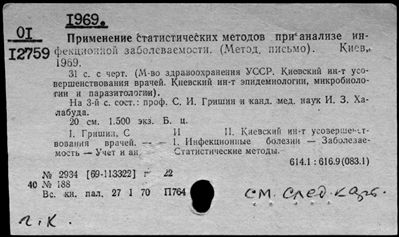 1969.
01
12759
Применение статистических методов при анализе ин-
фекционной заболеваемости. (Метод. письмо). Киев,
1969.
31 с. с черт. (М-во здравоохранения УССР. Киевский ин-т усо-
вершенствования врачей. Киевский ин-т эпидемиологии, микробиоло-
гии и паразитологии).
На 3-й с. сост.: проф. С. И. Гришин и канд. мед. наук И. З. Ха-
лабуда.
20 см. 1.500 экз. Б. ц.
I. Гришин, С И II. Киевский ин-т усовершенст
вования врачей. — — 1. Инфекционные болезни — Заболевае-
мость — Учет и ан. Статистические методы.
614.1 : 616.9(083.1)
№ 2934 [69-113322] г 22
40 № 188
Вс. кн. пал. 27 I 70 П764
см. след. карт.
л. к.